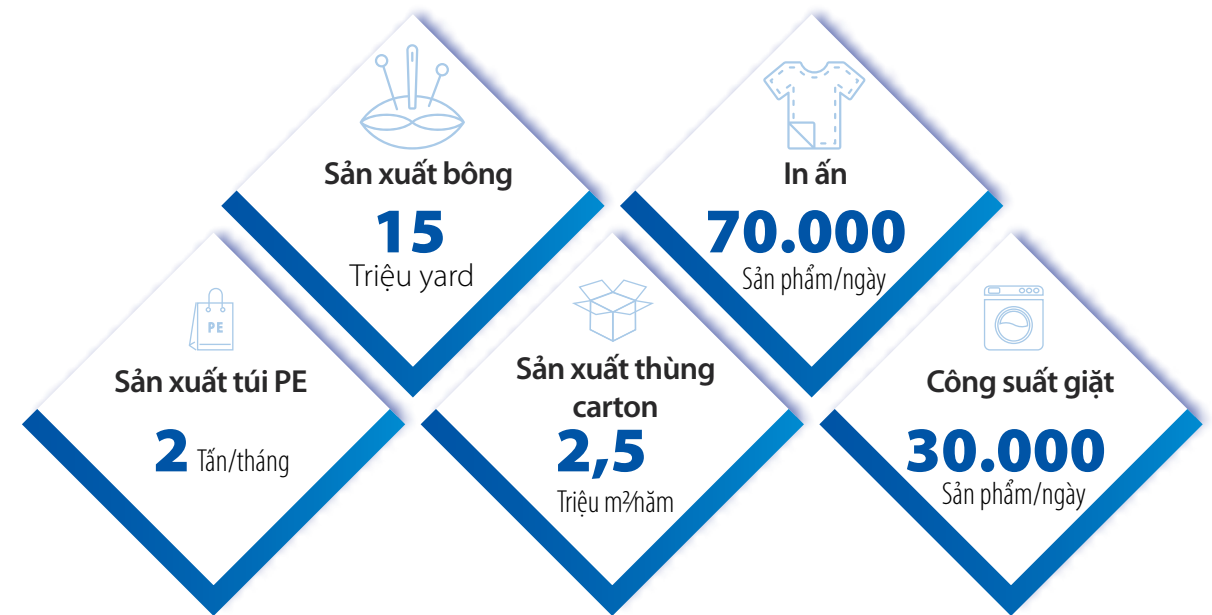 Sản xuất bông
15
Triệu yard
In ấn
70.000
Sản phẩm/ngày
PE
Sản xuất túi PE
2 Tấn/tháng
Sản xuất thùng
carton
2,5
Triệu m²/năm
Công suất giặt
30.000
Sản phẩm/ngày